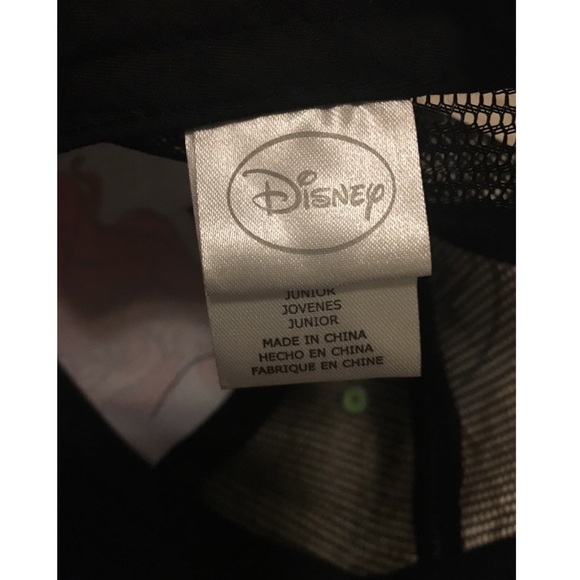 Disney
JUNIOR
JOVENES
JUNIOR
MADE IN CHINA
HECHO EN CHINA
FABRIQUE EN CHINE